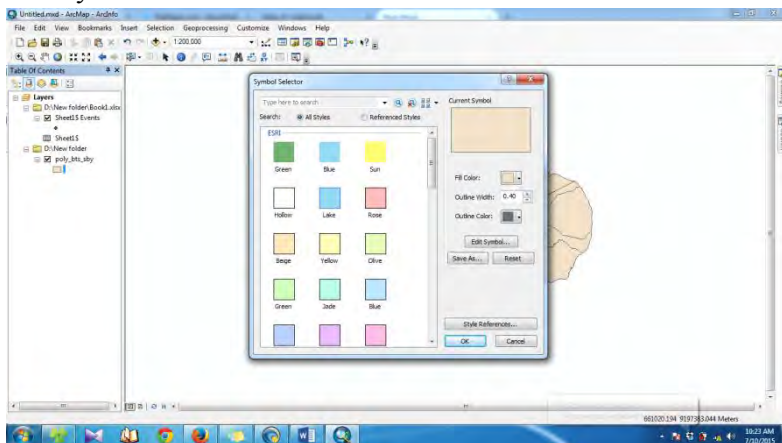 Untitled.mxd - ArcMap - ArcInfo
File Edit View Bookmarks Insert Selection Geoprocessing Customize Windows Help
1:200,000
Table Of Contents
Layers
D:\New folder\Book1.xlsx
Sheet1$ Events
Sheet1$
D:\New folder
poly_bts_sby
Symbol Selector
Type here to search
Search: All Styles Referenced Styles
ESRI
Green Blue Sun
Hollow Lake Rose
Beige Yellow Olive
Green Jade Blue
Current Symbol
Fill Color:
Outline Width: 0.40
Outline Color:
Edit Symbol...
Save As... Reset
Style References...
OK Cancel
661020.194 9197383.044 Meters
10:23 AM